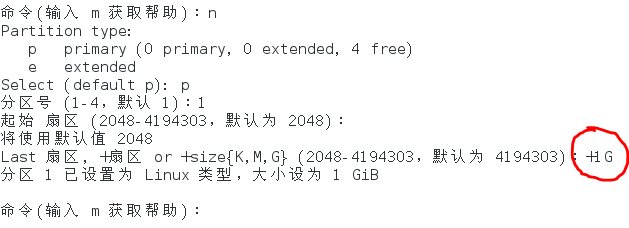 命令(输入 m 获取帮助)：n
Partition type:
p primary (0 primary, 0 extended, 4 free)
e extended
Select (default p): p
分区号 (1-4，默认 1)：1
起始 扇区 (2048-4194303，默认为 2048)：
将使用默认值 2048
Last 扇区, +扇区 or +size{K,M,G} (2048-4194303，默认为 4194303)：+1G
分区 1 已设置为 Linux 类型，大小设为 1 GiB
命令(输入 m 获取帮助)：